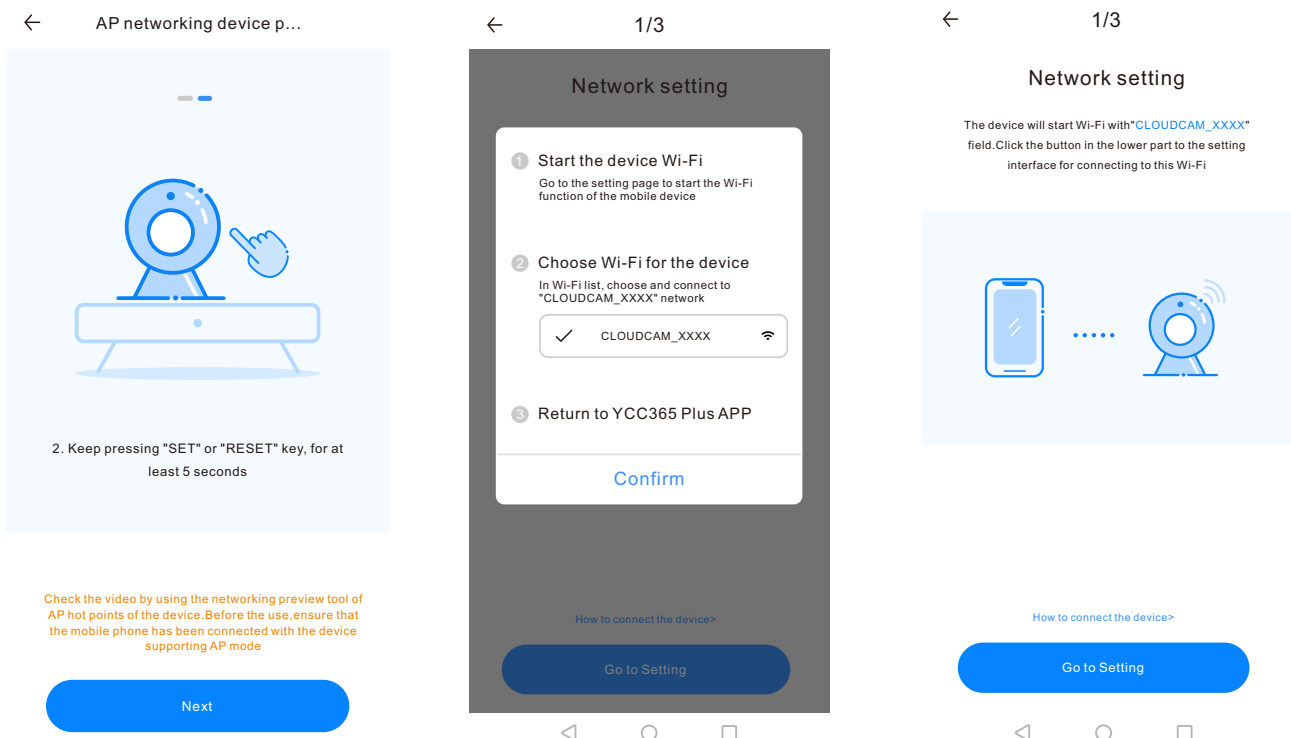 AP networking device p...
2. Keep pressing "SET" or "RESET" key, for at
least 5 seconds
Check the video by using the networking preview tool of
AP hot points of the device.Before the use,ensure that
the mobile phone has been connected with the device
supporting AP mode
Next
1/3
Network setting
1 Start the device Wi-Fi
Go to the setting page to start the Wi-Fi
function of the mobile device
2 Choose Wi-Fi for the device
In Wi-Fi list, choose and connect to
"CLOUDCAM_XXXX" network
CLOUDCAM_XXXX
3 Return to YCC365 Plus APP
Confirm
How to connect the device>
Go to Setting
1/3
Network setting
The device will start Wi-Fi with"CLOUDCAM_XXXX"
field.Click the button in the lower part to the setting
interface for connecting to this Wi-Fi
How to connect the device>
Go to Setting